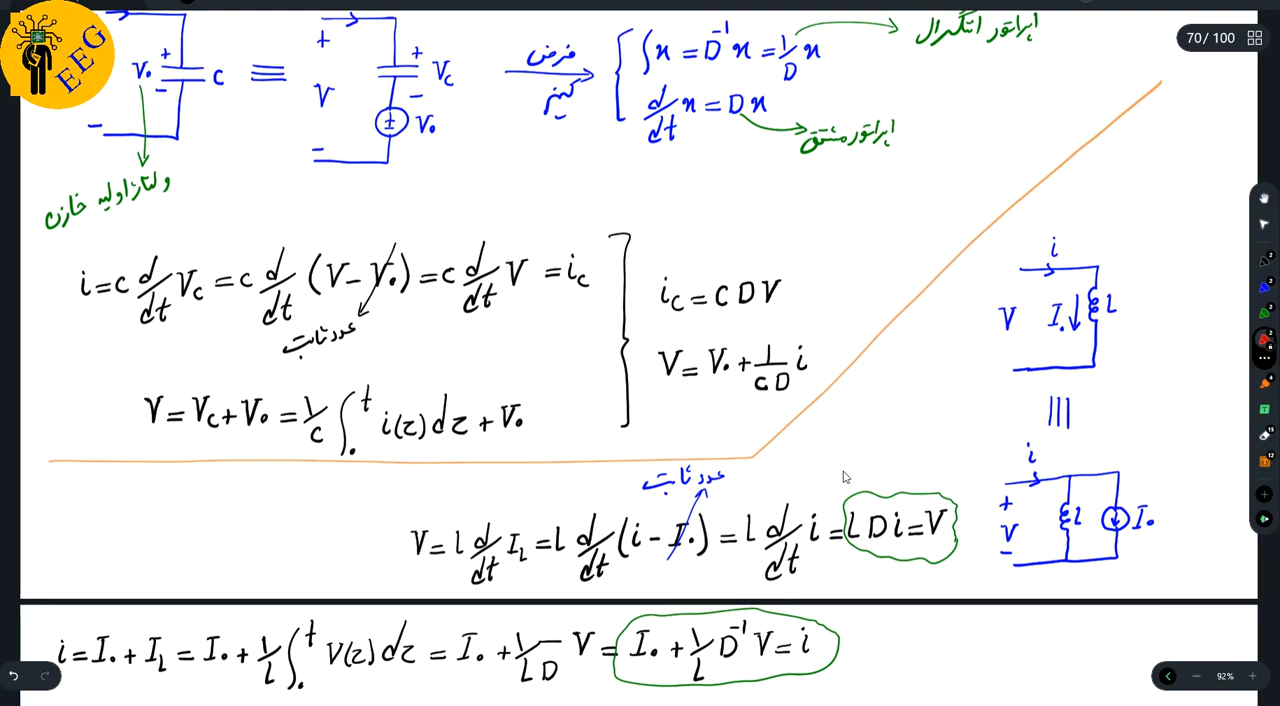 EEG
70 / 100
+ V₀ − C ≡ + V − + V_C − ± V₀
فرض کنیم
∫x = D⁻¹x = 1/D x
اپراتور انتگرال
d/dt x = Dx
اپراتور مشتق
ولتاژ اولیه خازن
i = C d/dt V_C = C d/dt (V − V₀) = C d/dt V = i_C
عدد ثابت
V = V_C + V₀ = 1/C ∫₀ᵗ i(τ)dτ + V₀
i_C = C D V
V = V₀ + 1/CD i
i
V I₀ L
≡
i
+ V − L I₀
عدد ثابت
V = L d/dt I_L = L d/dt (i − I₀) = L d/dt i = L D i = V
i = I₀ + I_L = I₀ + 1/L ∫₀ᵗ V(τ)dτ = I₀ + 1/LD V = I₀ + 1/L D⁻¹ V = i
92%